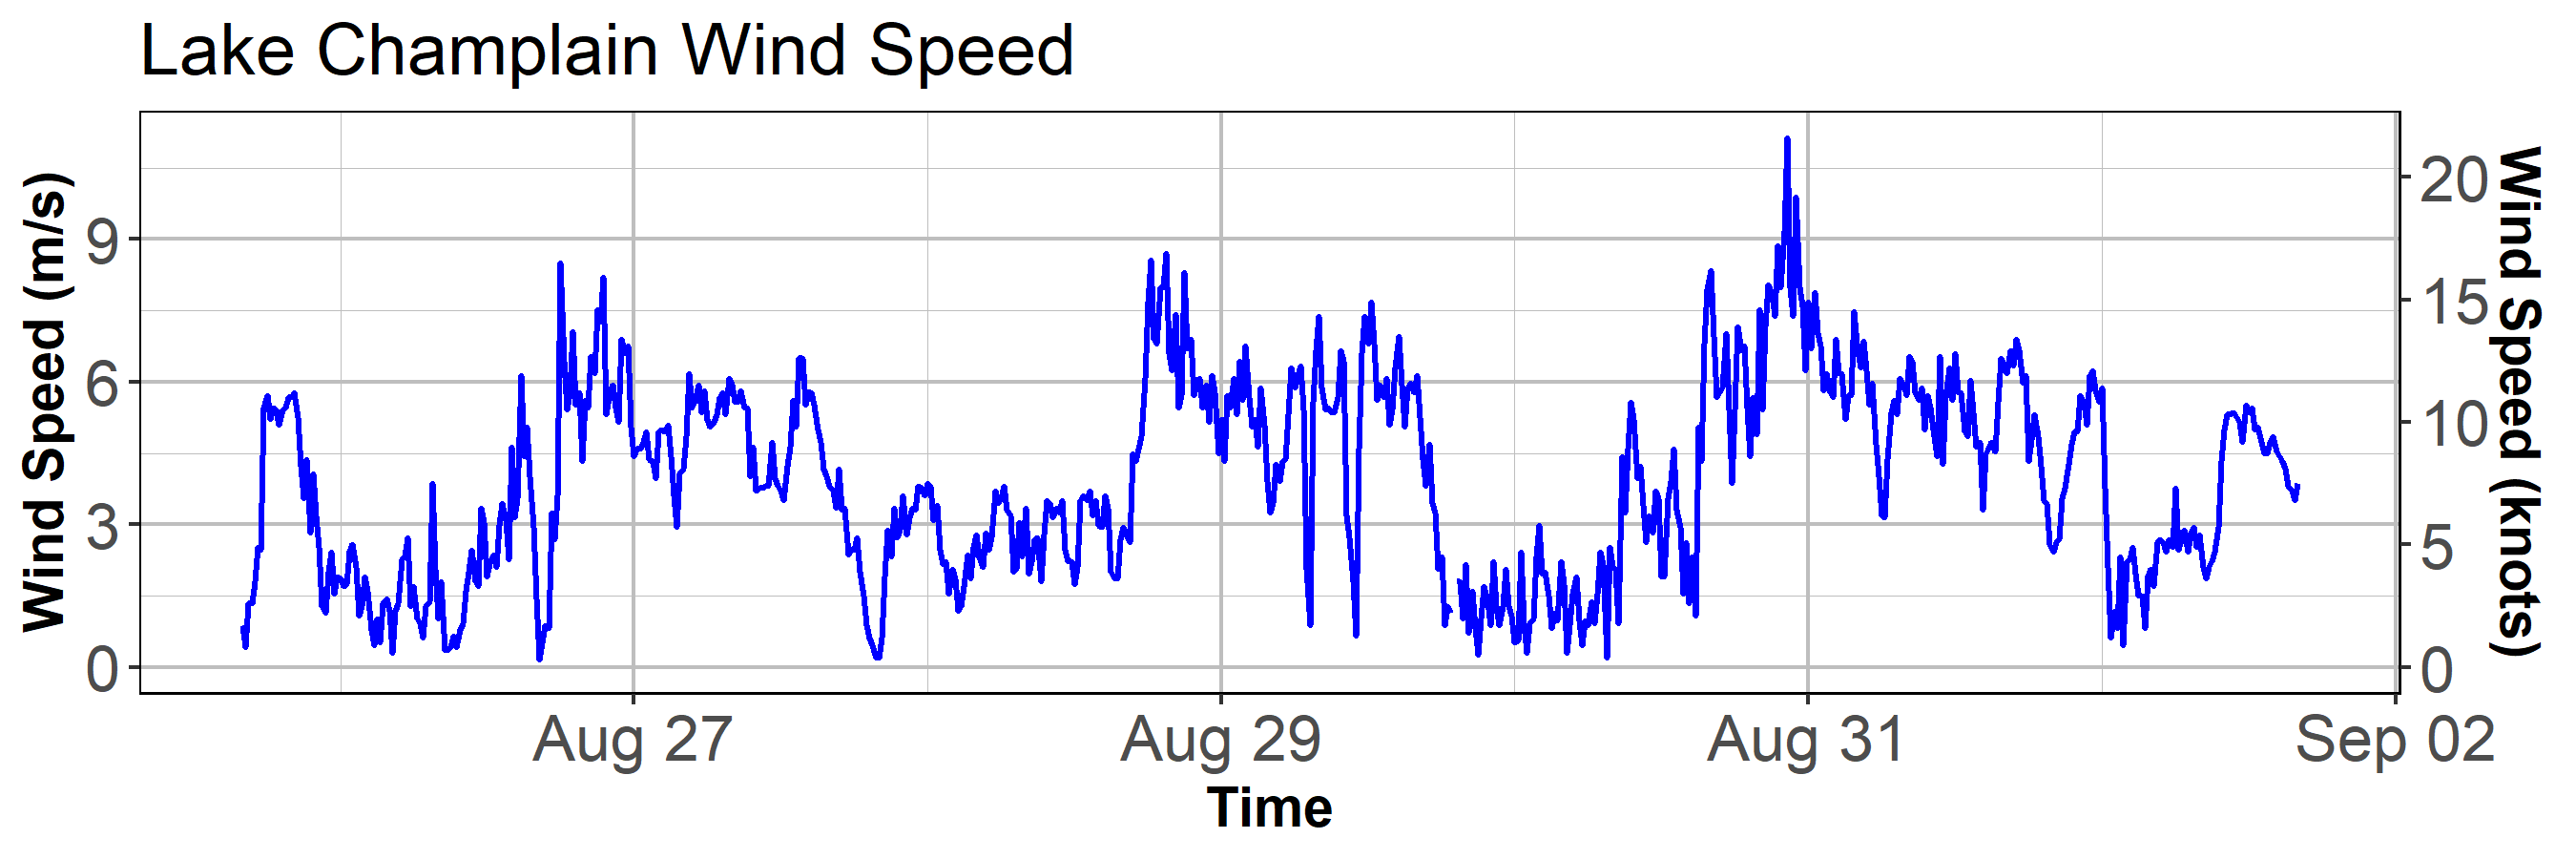 Lake Champlain Wind Speed
Wind Speed (m/s)
9
6
3
0
20
15
10
5
0
Wind Speed (knots)
Aug 27
Aug 29
Aug 31
Sep 02
Time